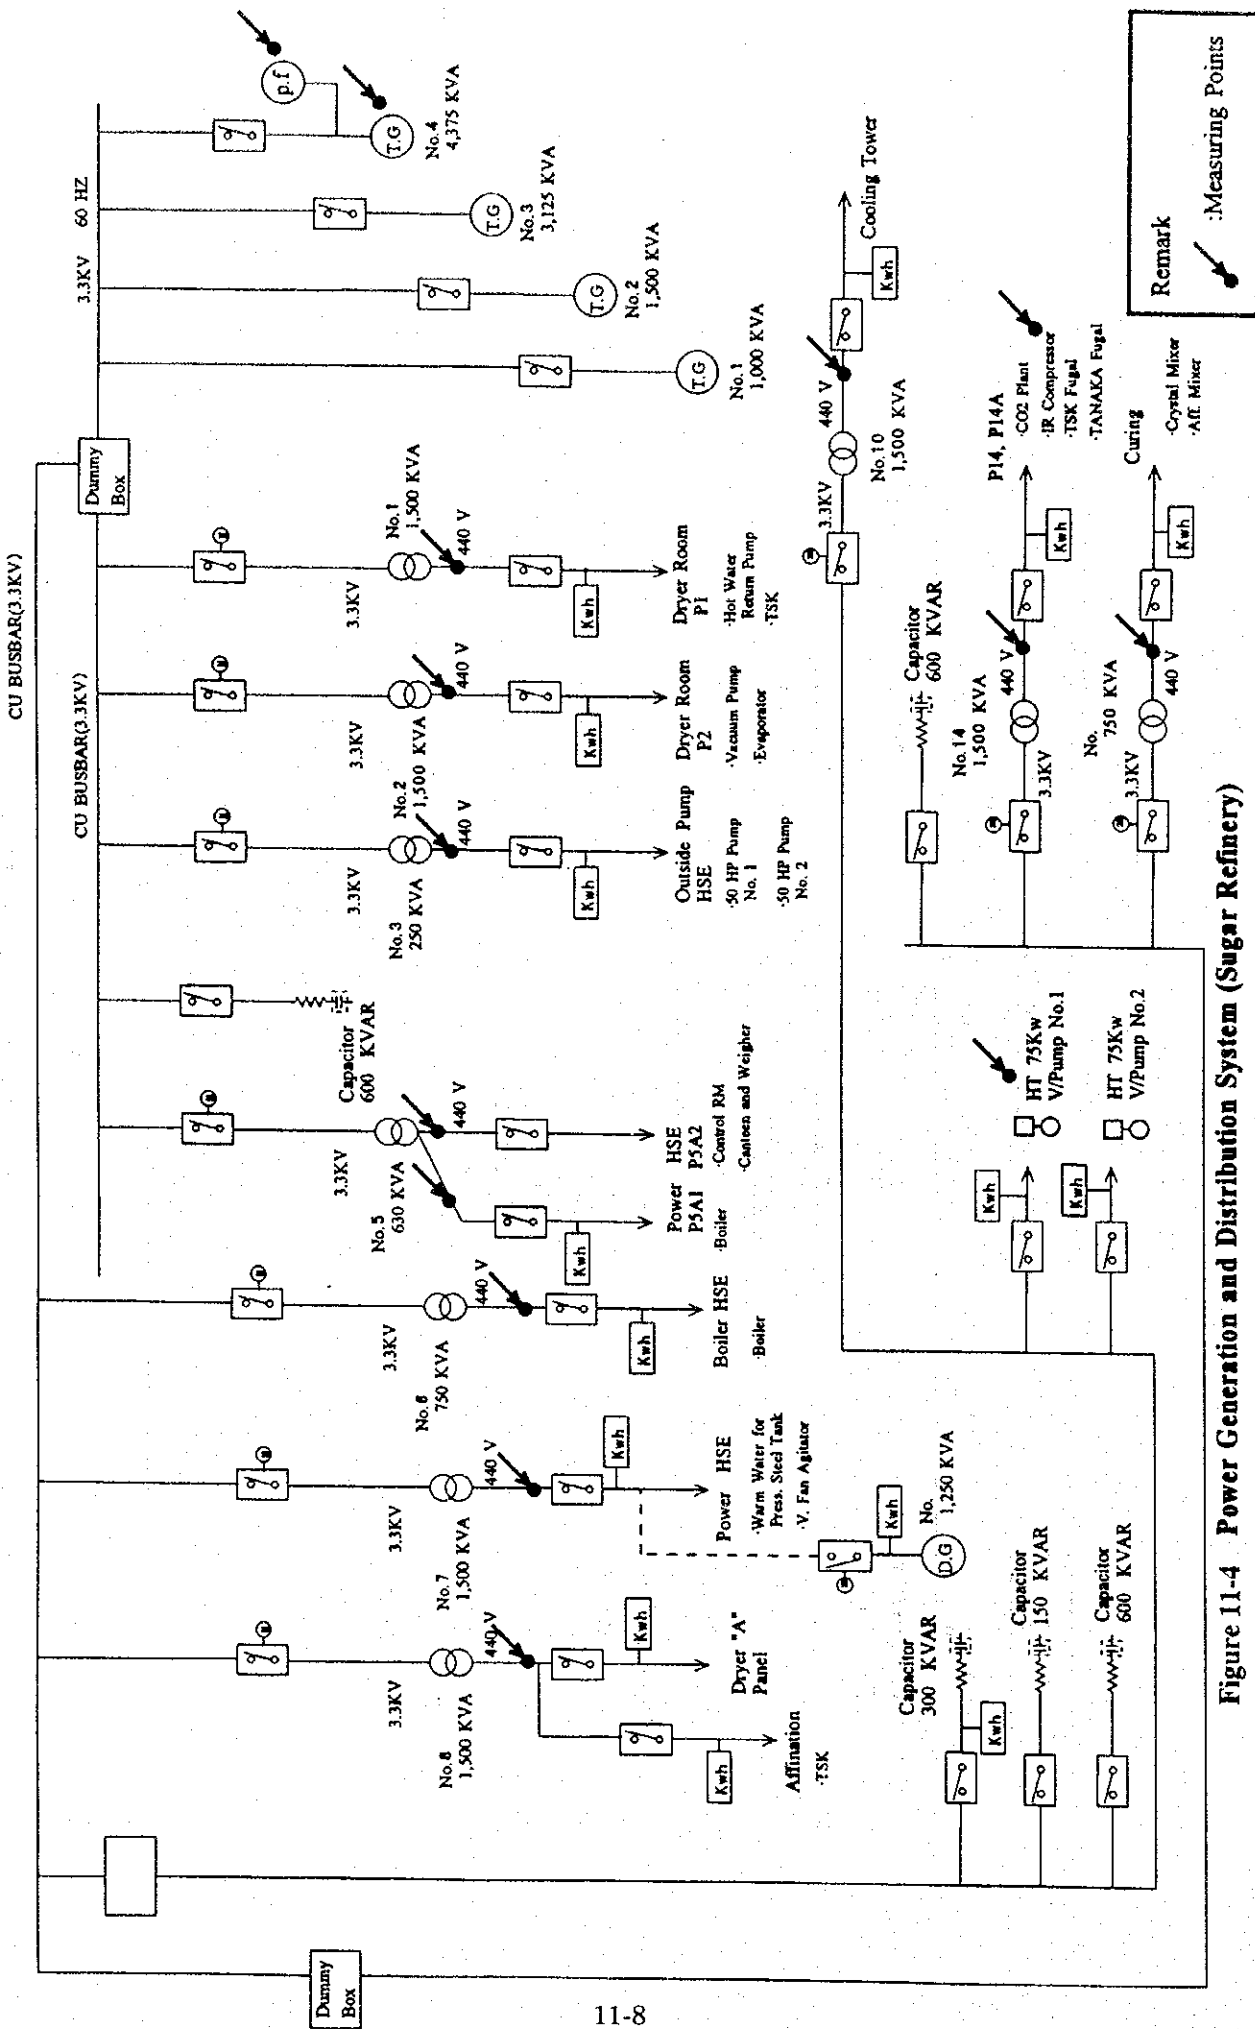 CU BUSBAR(3.3KV)
CU BUSBAR(3.3KV)
Dummy
Box
3.3KV
60 HZ
p.f
T.G
No.4
4,375 KVA
T.G
No.3
3,125 KVA
T.G
No.2
1,500 KVA
T.G
No.1
1,000 KVA
3.3KV
No.1
1,500 KVA
440 V
Kwh
Dryer Room
P1
·Hot Water
Return Pump
·TSK
3.3KV
No.2
1,500 KVA
440 V
Kwh
Dryer Room
P2
·Vacuum Pump
·Evaporator
3.3KV
No.3
250 KVA
440 V
Kwh
Outside Pump
HSE
·50 HP Pump
No. 1
·50 HP Pump
No. 2
Capacitor
600 KVAR
3.3KV
No.5
630 KVA
440 V
HSE
P5A2
·Control RM
·Canteen and Weigher
Kwh
Power
P5A1
·Boiler
3.3KV
No.6
750 KVA
440 V
Kwh
Boiler HSE
·Boiler
3.3KV
No.7
1,500 KVA
440 V
Kwh
Power HSE
·Warm Water for
Press. Steel Tank
·V. Fan Agitator
Kwh
D.G
No.
1,250 KVA
3.3KV
No.8
1,500 KVA
440 V
Kwh
Dryer "A"
Panel
Kwh
Affination
·TSK
Dummy
Box
Capacitor
300 KVAR
Kwh
Capacitor
150 KVAR
Capacitor
600 KVAR
Kwh
HT 75Kw
V/Pump No.1
Kwh
HT 75Kw
V/Pump No.2
3.3KV
No.10
1,500 KVA
440 V
Kwh
Cooling Tower
Capacitor
600 KVAR
No.14
1,500 KVA
3.3KV
440 V
Kwh
P14, P14A
·CO2 Plant
·IR Compressor
·TSK Fugal
·TANAKA Fugal
No.
750 KVA
3.3KV
440 V
Kwh
Curing
·Crystal Mixer
·Aff. Mixer
Remark
:Measuring Points
Figure 11-4 Power Generation and Distribution System (Sugar Refinery)
11-8